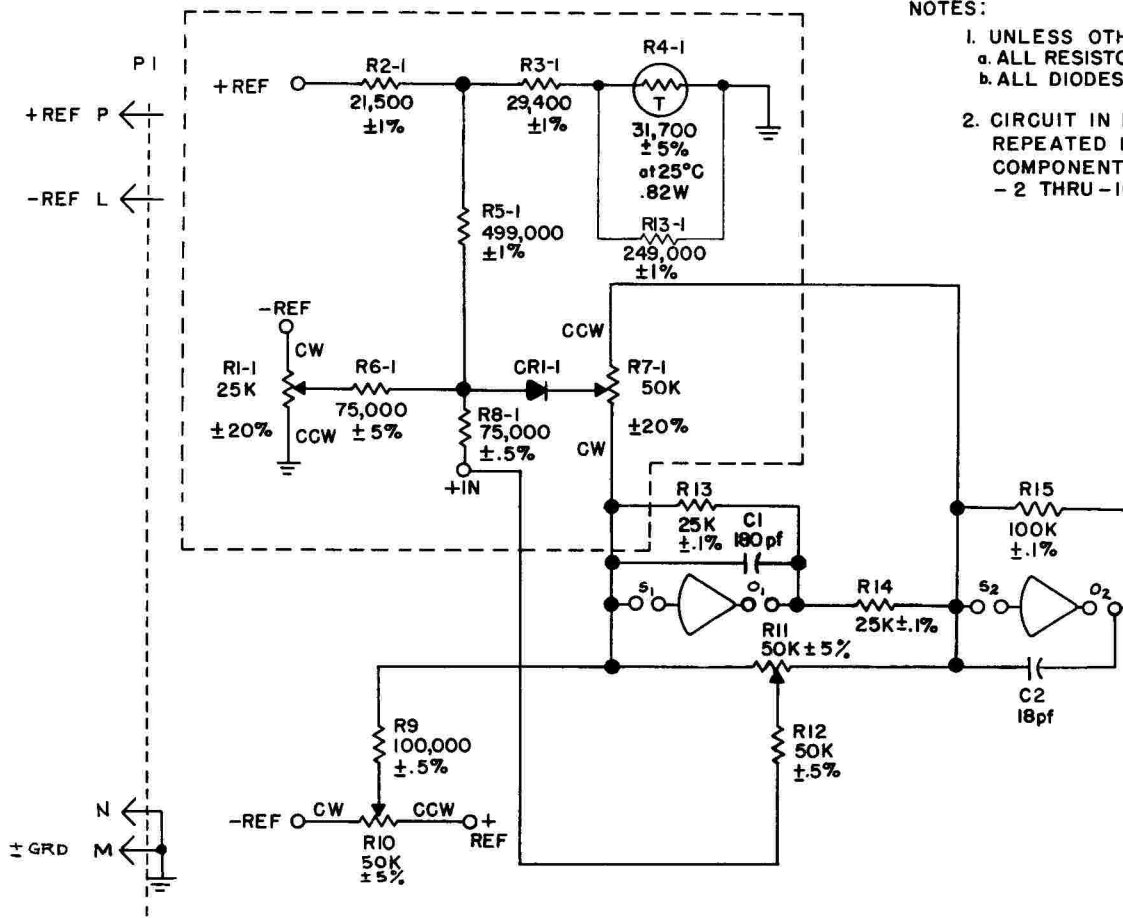 NOTES:
1. UNLESS OTH
a. ALL RESISTO
b. ALL DIODES
2. CIRCUIT IN
REPEATED
COMPONENT
- 2 THRU -1
P1
+REF P
-REF L
+REF
R2-1
21,500
±1%
R3-1
29,400
±1%
R4-1
T
31,700
±5%
at 25°C
.82W
R13-1
249,000
±1%
R5-1
499,000
±1%
-REF
CW
R1-1
25K
±20%
CCW
R6-1
75,000
±5%
CR1-1
R8-1
75,000
±.5%
+IN
CCW
R7-1
50K
±20%
CW
R13
25K
±.1%
C1
180pf
S1
O1
R14
25K±.1%
R15
100K
±.1%
S2
O2
R11
50K±5%
C2
18pf
R9
100,000
±.5%
R12
50K
±.5%
-REF
CW
CCW
+
REF
R10
50K
±5%
N
±GRD M